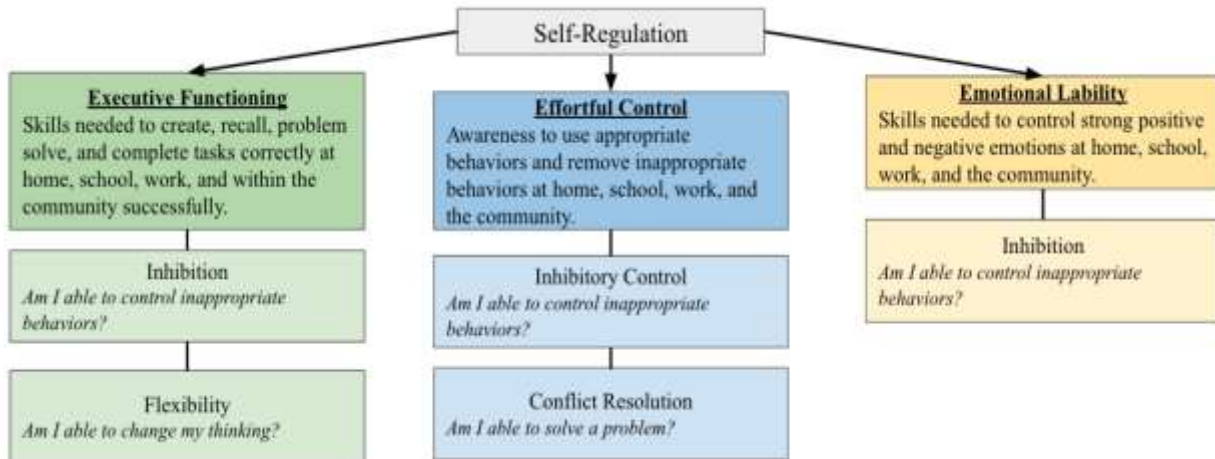 Self-Regulation
Executive Functioning
Skills needed to create, recall, problem
solve, and complete tasks correctly at
home, school, work, and within the
community successfully.
Inhibition
Am I able to control inappropriate
behaviors?
Flexibility
Am I able to change my thinking?
Effortful Control
Awareness to use appropriate
behaviors and remove inappropriate
behaviors at home, school, work, and
the community.
Inhibitory Control
Am I able to control inappropriate
behaviors?
Conflict Resolution
Am I able to solve a problem?
Emotional Lability
Skills needed to control strong positive
and negative emotions at home, school,
work, and the community.
Inhibition
Am I able to control inappropriate
behaviors?